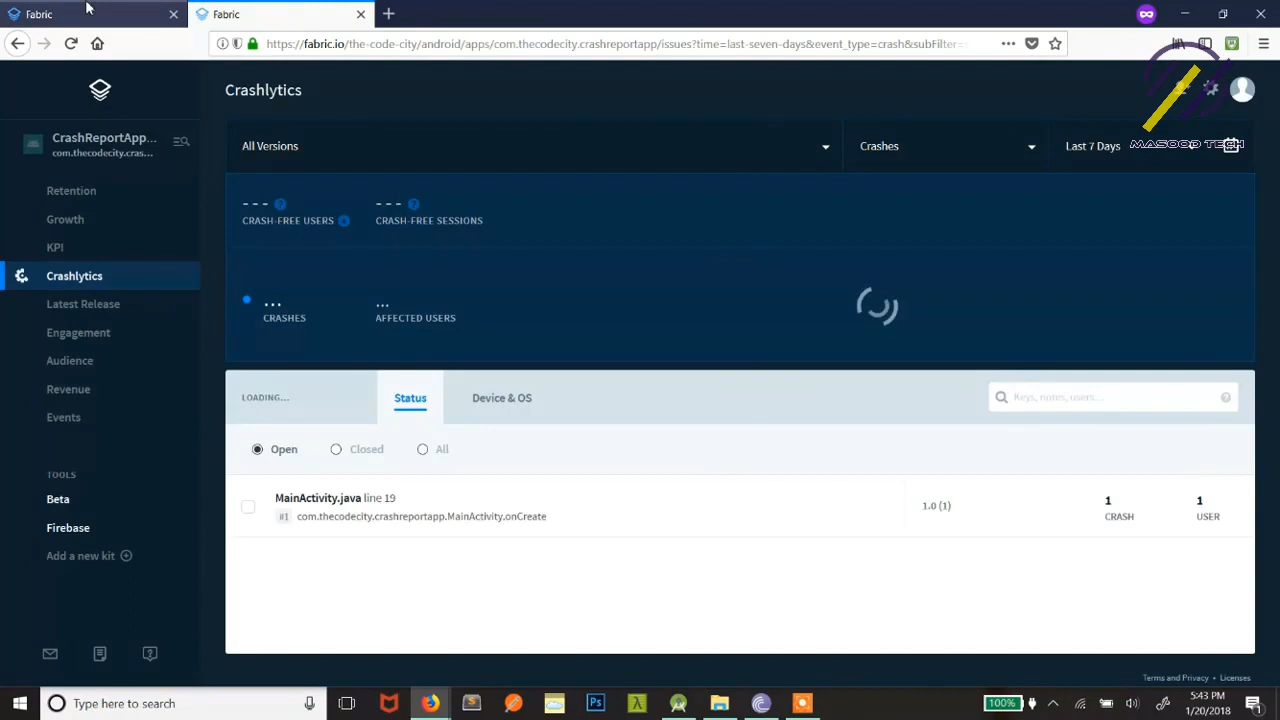 Fabric
Fabric
https://fabric.io/the-code-city/android/apps/com.thecodecity.crashreportapp/issues?time=last-seven-days&event_type=crash&subFilter=
Crashlytics
MASOOD TECH
CrashReportApp...
com.thecodecity.cras...
All Versions
Crashes
Last 7 Days
Retention
Growth
KPI
Crashlytics
Latest Release
Engagement
Audience
Revenue
Events
TOOLS
Beta
Firebase
Add a new kit
--- ?
CRASH-FREE USERS
--- ?
CRASH-FREE SESSIONS
...
CRASHES
...
AFFECTED USERS
LOADING...
Status
Device & OS
Keys, notes, users... ?
Open
Closed
All
MainActivity.java line 19
#1 com.thecodecity.crashreportapp.MainActivity.onCreate
1.0 (1)
1
CRASH
1
USER
Terms and Privacy • Licenses
Type here to search
Ps
λ
100%
5:43 PM
1/20/2018
1